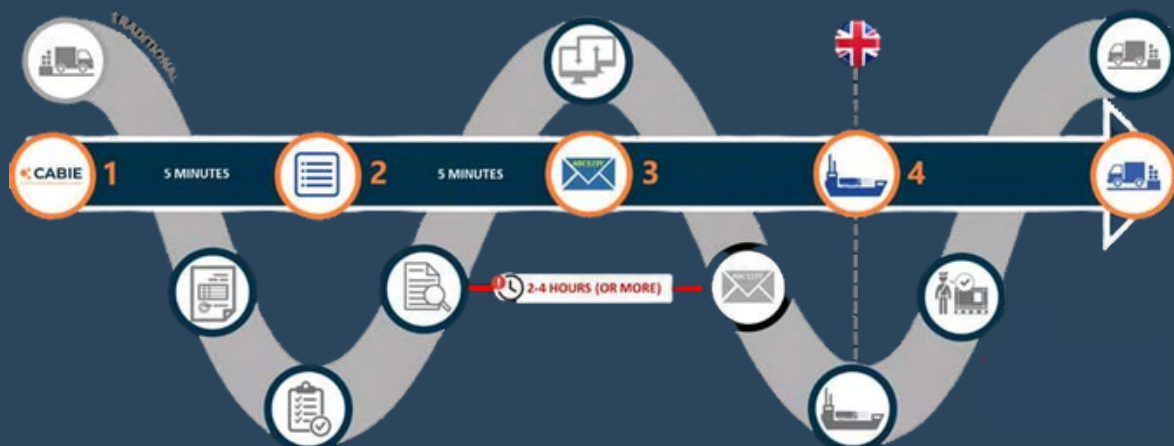 TRADITIONAL
CABIE
1
5 MINUTES
2
5 MINUTES
3
4
2-4 HOURS (OR MORE)